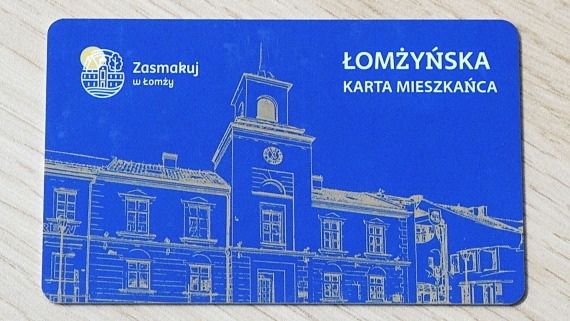 Zasmakuj
w Łomży
ŁOMŻYŃSKA
KARTA MIESZKAŃCA